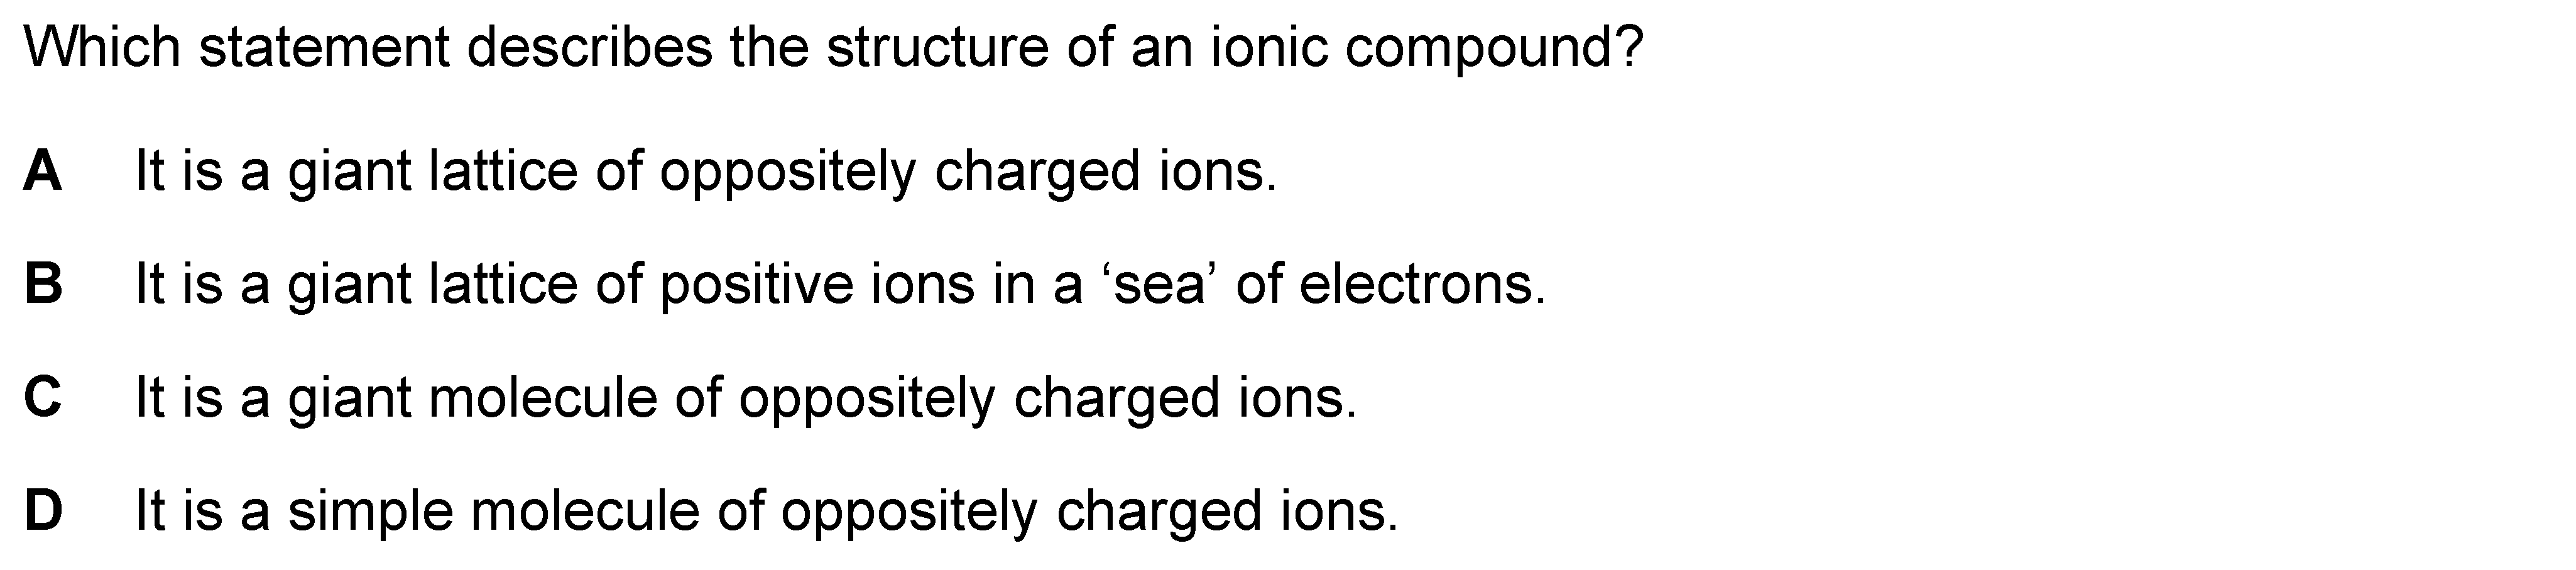 Which statement describes the structure of an ionic compound?
A It is a giant lattice of oppositely charged ions.
B It is a giant lattice of positive ions in a ‘sea’ of electrons.
C It is a giant molecule of oppositely charged ions.
D It is a simple molecule of oppositely charged ions.